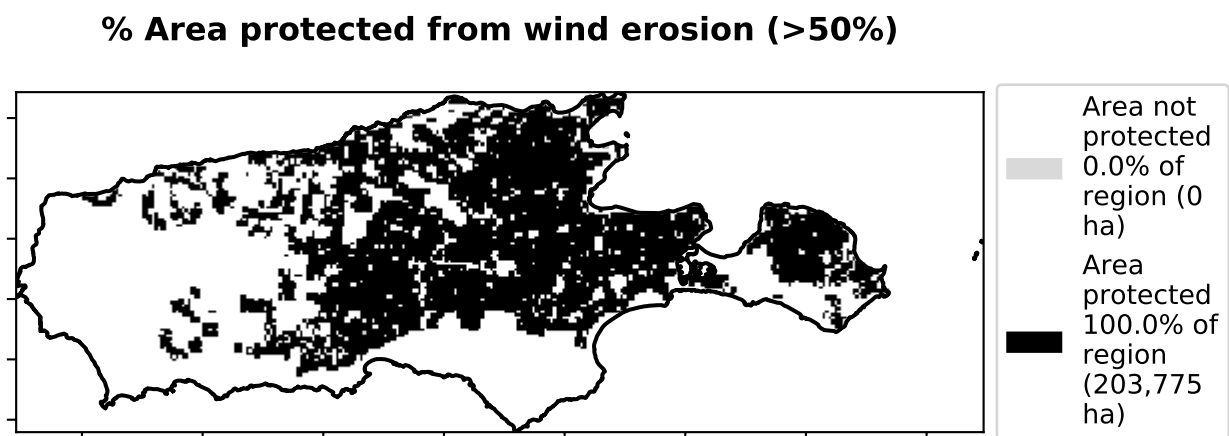 % Area protected from wind erosion (>50%)
Area not
protected
0.0% of
region (0
ha)
Area
protected
100.0% of
region
(203,775
ha)